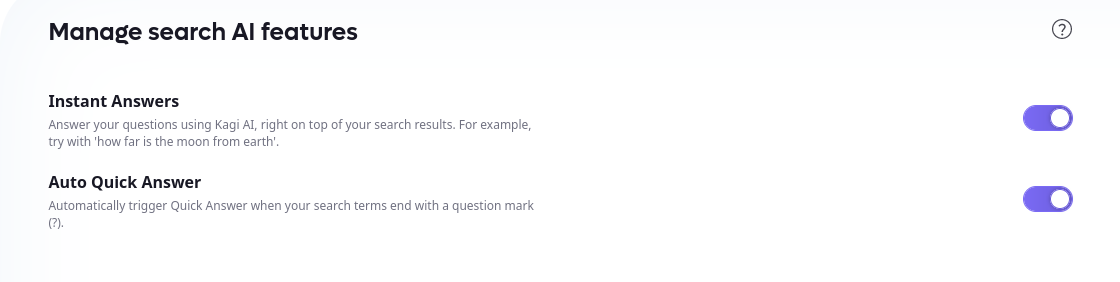 Manage search AI features
?
Instant Answers
Answer your questions using Kagi AI, right on top of your search results. For example,
try with 'how far is the moon from earth'.
Auto Quick Answer
Automatically trigger Quick Answer when your search terms end with a question mark
(?).